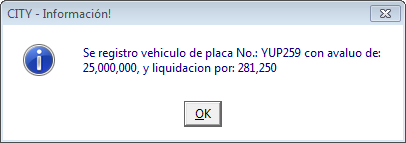 CITY - Información!
Se registro vehiculo de placa No.: YUP259 con avaluo de:
25,000,000, y liquidacion por: 281,250
OK